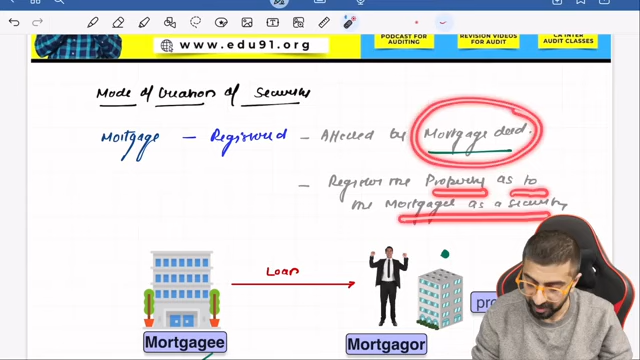 www.edu91.org
PODCAST FOR AUDITING
REVISION VIDEOS FOR AUDIT
CA INTER AUDIT CLASSES
Mode of Creation of Security
Mortgage - Registered - Affected by Mortgage deed.
- Register the Property as to
the Mortgagee as a security
Loan
pro
Mortgagee
Mortgagor